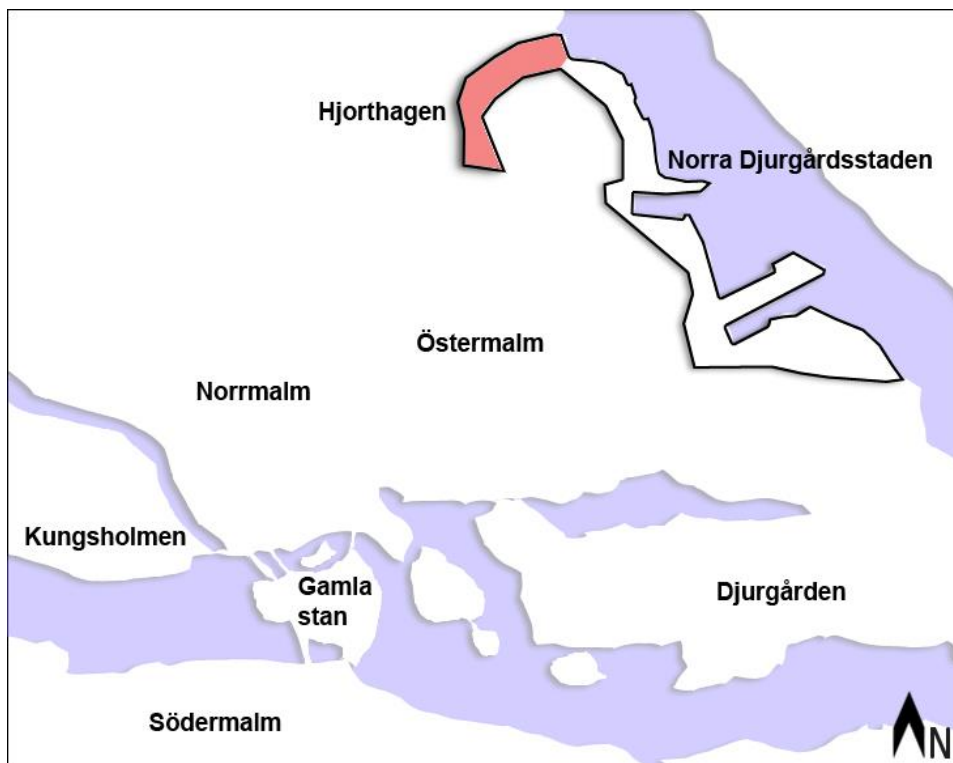 Hjorthagen
Norra Djurgårdsstaden
Östermalm
Norrmalm
Kungsholmen
Gamla
stan
Djurgården
Södermalm
N